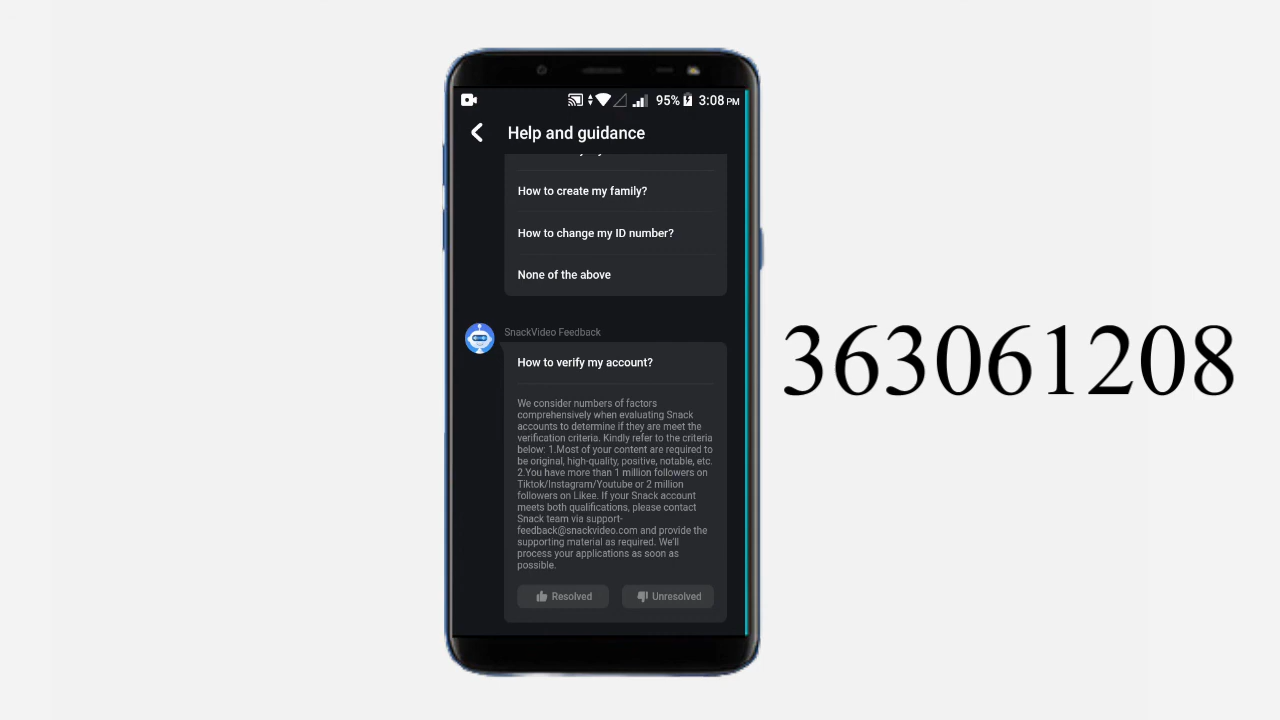 95% 3:08 PM
Help and guidance
How to create my family?
How to change my ID number?
None of the above
SnackVideo Feedback
How to verify my account?
We consider numbers of factors
comprehensively when evaluating Snack
accounts to determine if they are meet the
verification criteria. Kindly refer to the criteria
below: 1.Most of your content are required to
be original, high-quality, positive, notable, etc.
2.You have more than 1 million followers on
Tiktok/Instagram/Youtube or 2 million
followers on Likee. If your Snack account
meets both qualifications, please contact
Snack team via support-
feedback@snackvideo.com and provide the
supporting material as required. We'll
process your applications as soon as
possible.
Resolved Unresolved
363061208